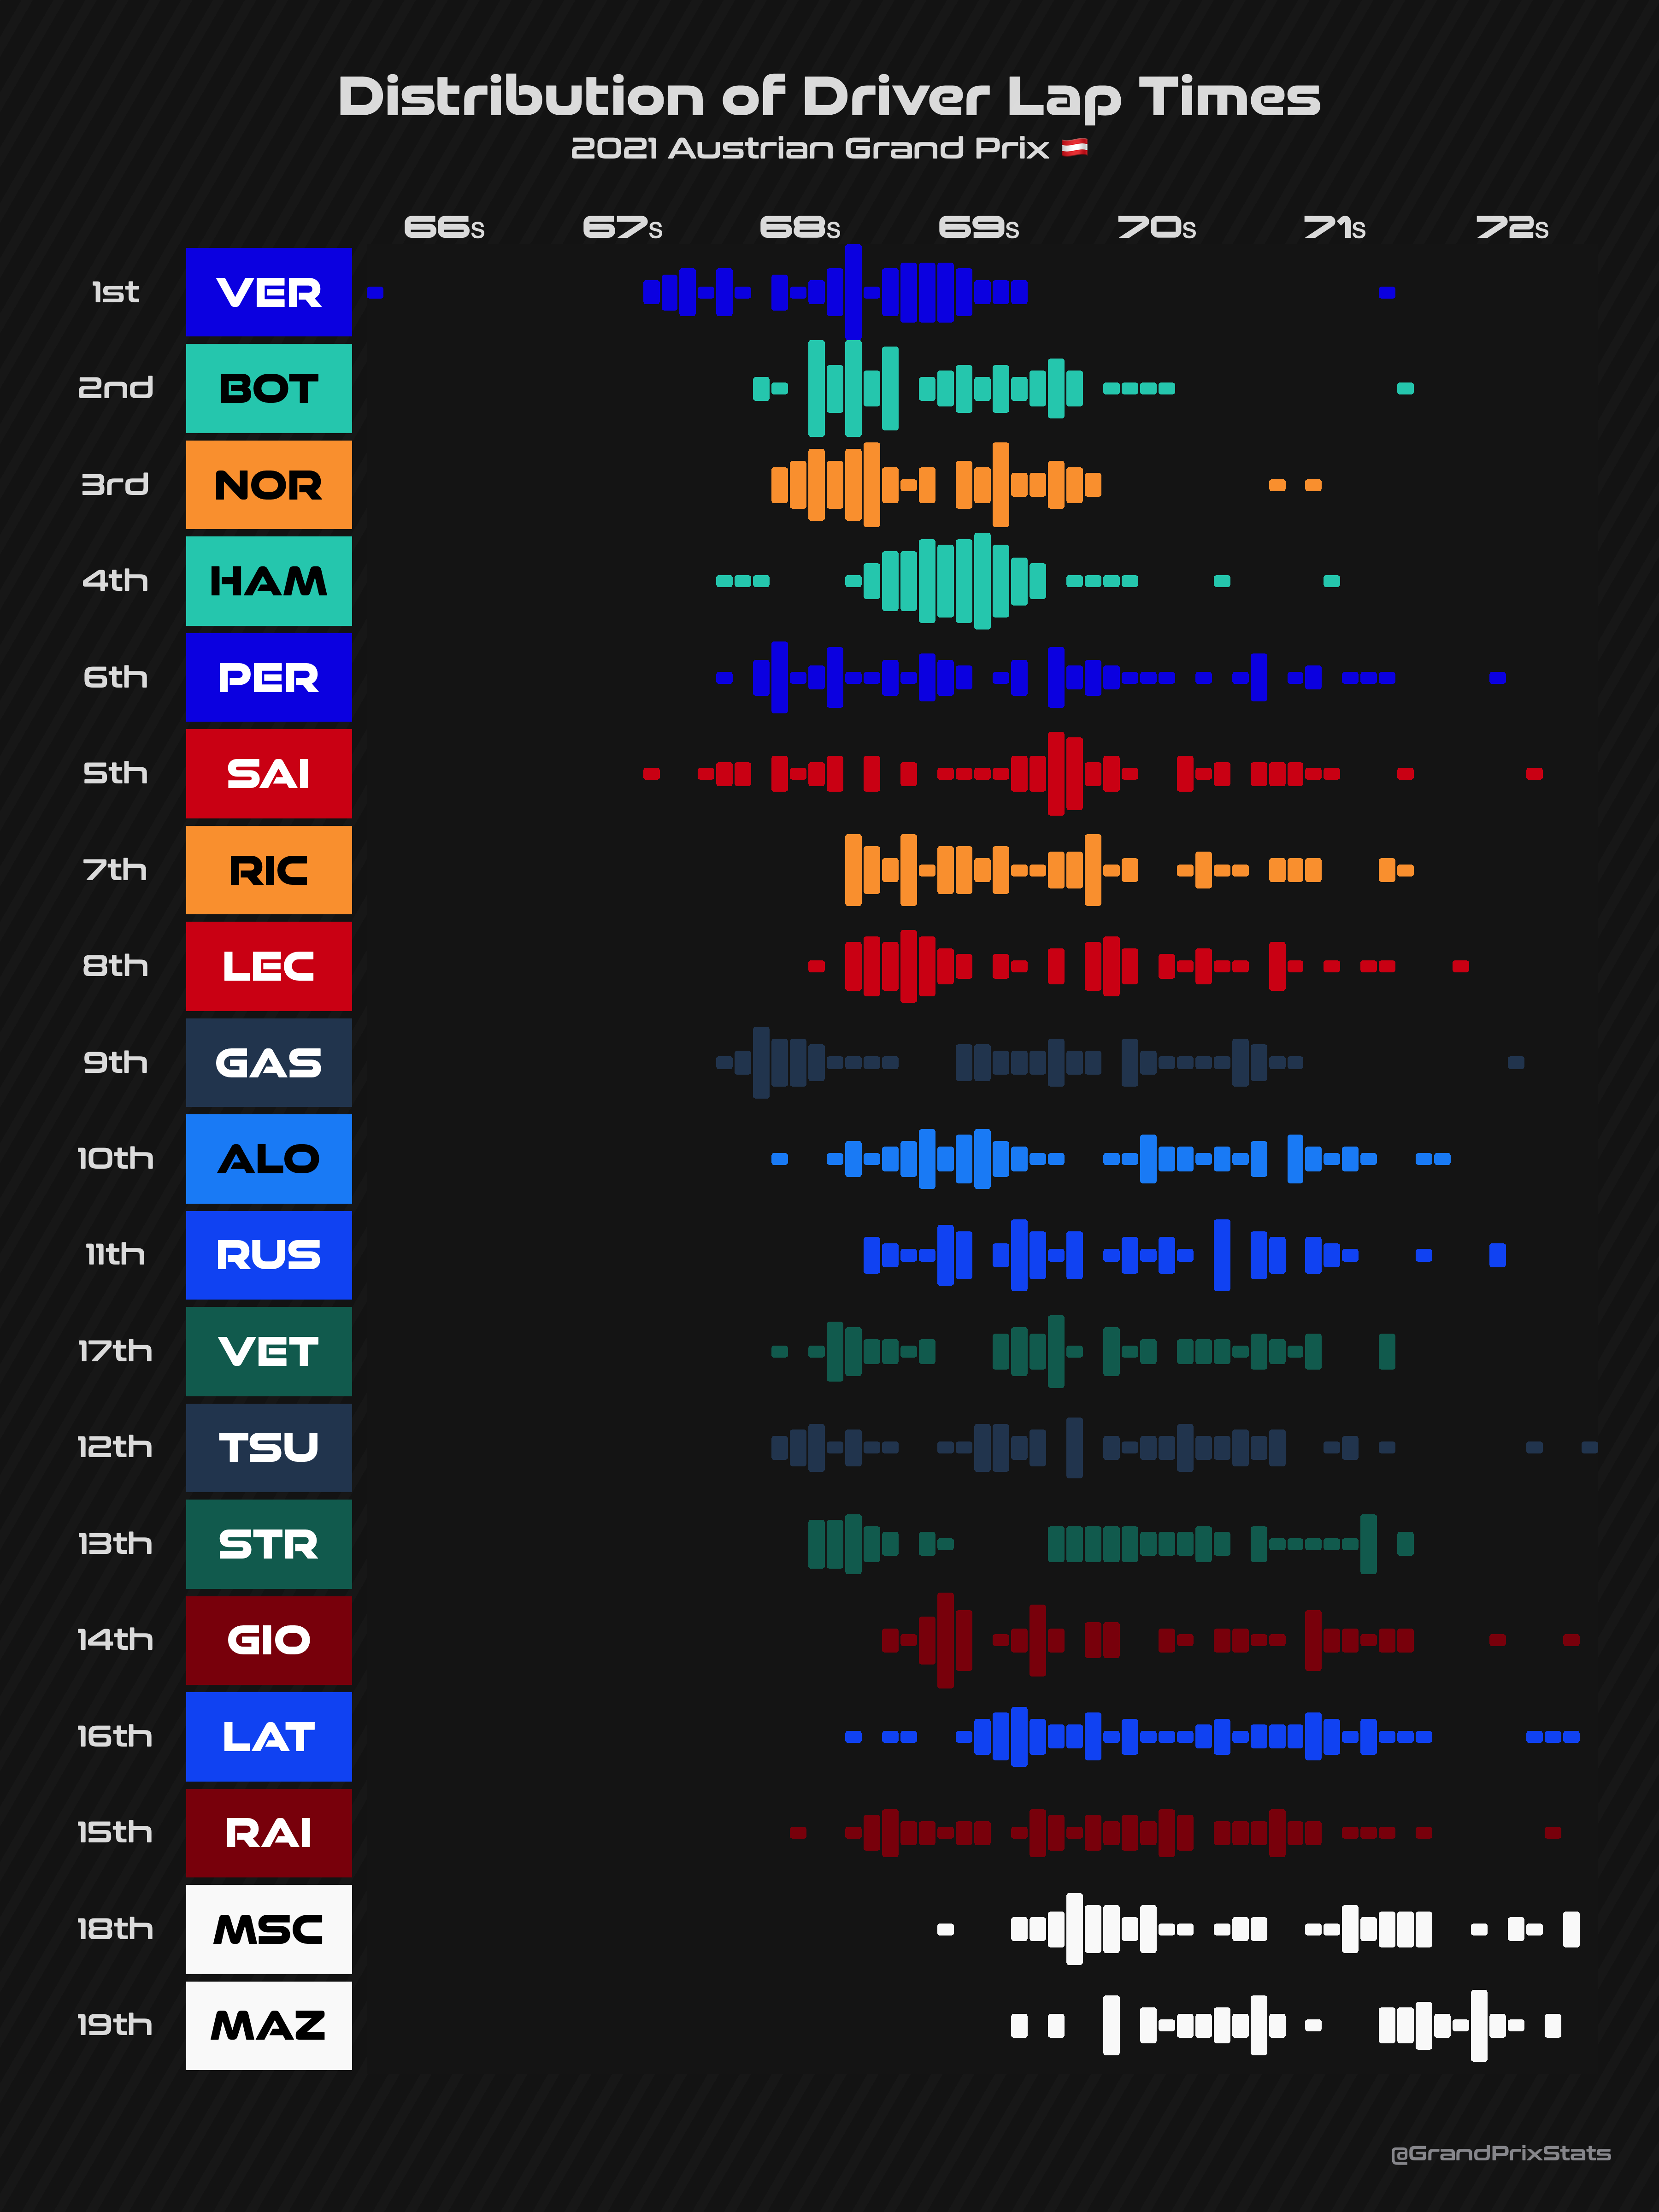 Distribution of Driver Lap Times
2021 Austrian Grand Prix 🇦🇹
66s 67s 68s 69s 70s 71s 72s
1st VER
2nd BOT
3rd NOR
4th HAM
6th PER
5th SAI
7th RIC
8th LEC
9th GAS
10th ALO
11th RUS
17th VET
12th TSU
13th STR
14th GIO
16th LAT
15th RAI
18th MSC
19th MAZ
@GrandPrixStats